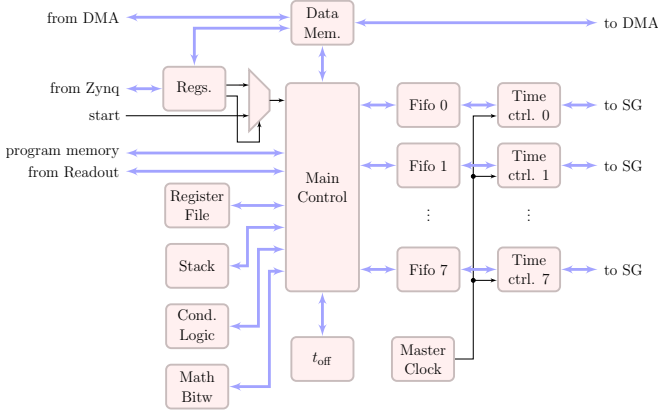 from DMA
Data
Mem.
to DMA
from Zynq
Regs.
start
Fifo 0
Time
ctrl. 0
to SG
program memory
from Readout
Main
Control
Fifo 1
Time
ctrl. 1
to SG
Register
File
⋮
⋮
Stack
Fifo 7
Time
ctrl. 7
to SG
Cond.
Logic
t_off
Master
Clock
Math
Bitw